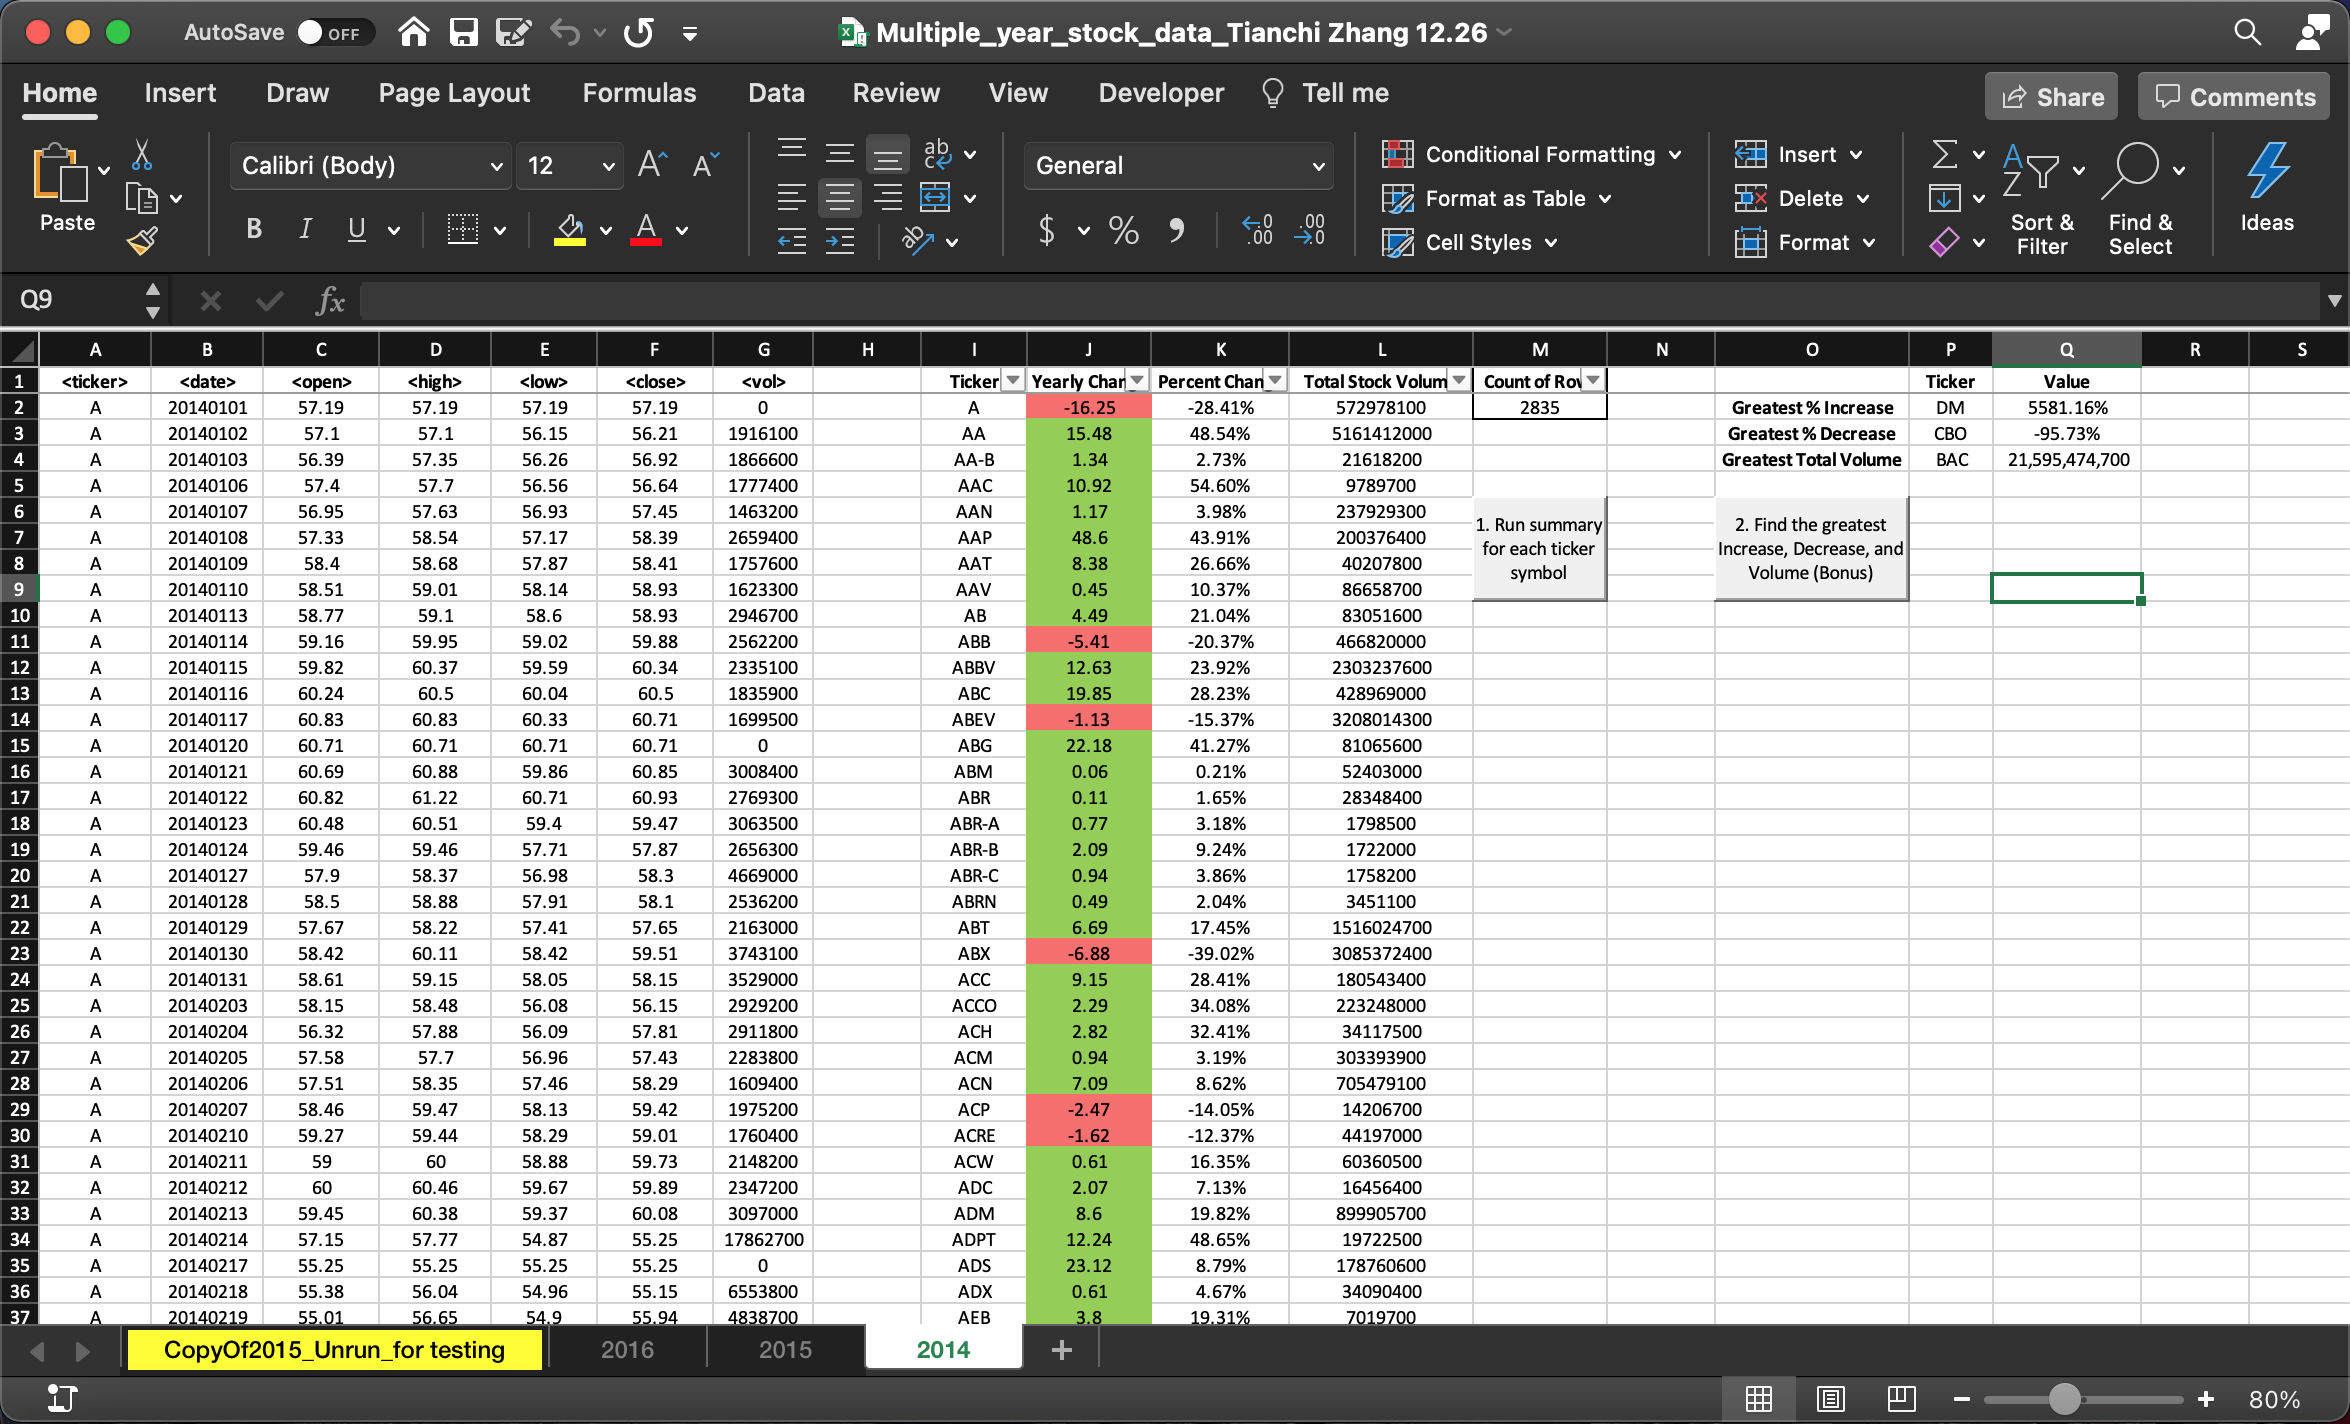 AutoSave OFF Multiple_year_stock_data_Tianchi Zhang 12.26
Home Insert Draw Page Layout Formulas Data Review View Developer Tell me Share Comments
Paste Calibri (Body) 12 General Conditional Formatting Format as Table Cell Styles Insert Delete Format Sort & Filter Find & Select Ideas
Q9 fx
A B C D E F G H I J K L M N O P Q R S
1 <ticker> <date> <open> <high> <low> <close> <vol> Ticker Yearly Chan Percent Chan Total Stock Volum Count of Rov Ticker Value
2 A 20140101 57.19 57.19 57.19 57.19 0 A -16.25 -28.41% 572978100 2835 Greatest % Increase DM 5581.16%
3 A 20140102 57.1 57.1 56.15 56.21 1916100 AA 15.48 48.54% 5161412000 Greatest % Decrease CBO -95.73%
4 A 20140103 56.39 57.35 56.26 56.92 1866600 AA-B 1.34 2.73% 21618200 Greatest Total Volume BAC 21,595,474,700
5 A 20140106 57.4 57.7 56.56 56.64 1777400 AAC 10.92 54.60% 9789700
6 A 20140107 56.95 57.63 56.93 57.45 1463200 AAN 1.17 3.98% 237929300
7 A 20140108 57.33 58.54 57.17 58.39 2659400 AAP 48.6 43.91% 200376400
8 A 20140109 58.4 58.68 57.87 58.41 1757600 AAT 8.38 26.66% 40207800
9 A 20140110 58.51 59.01 58.14 58.93 1623300 AAV 0.45 10.37% 86658700
1. Run summary
for each ticker
symbol
2. Find the greatest
Increase, Decrease, and
Volume (Bonus)
10 A 20140113 58.77 59.1 58.6 58.93 2946700 AB 4.49 21.04% 83051600
11 A 20140114 59.16 59.95 59.02 59.88 2562200 ABB -5.41 -20.37% 466820000
12 A 20140115 59.82 60.37 59.59 60.34 2335100 ABBV 12.63 23.92% 2303237600
13 A 20140116 60.24 60.5 60.04 60.5 1835900 ABC 19.85 28.23% 428969000
14 A 20140117 60.83 60.83 60.33 60.71 1699500 ABEV -1.13 -15.37% 3208014300
15 A 20140120 60.71 60.71 60.71 60.71 0 ABG 22.18 41.27% 81065600
16 A 20140121 60.69 60.88 59.86 60.85 3008400 ABM 0.06 0.21% 52403000
17 A 20140122 60.82 61.22 60.71 60.93 2769300 ABR 0.11 1.65% 28348400
18 A 20140123 60.48 60.51 59.4 59.47 3063500 ABR-A 0.77 3.18% 1798500
19 A 20140124 59.46 59.46 57.71 57.87 2656300 ABR-B 2.09 9.24% 1722000
20 A 20140127 57.9 58.37 56.98 58.3 4669000 ABR-C 0.94 3.86% 1758200
21 A 20140128 58.5 58.88 57.91 58.1 2536200 ABRN 0.49 2.04% 3451100
22 A 20140129 57.67 58.22 57.41 57.65 2163000 ABT 6.69 17.45% 1516024700
23 A 20140130 58.42 60.11 58.42 59.51 3743100 ABX -6.88 -39.02% 3085372400
24 A 20140131 58.61 59.15 58.05 58.15 3529000 ACC 9.15 28.41% 180543400
25 A 20140203 58.15 58.48 56.08 56.15 2929200 ACCO 2.29 34.08% 223248000
26 A 20140204 56.32 57.88 56.09 57.81 2911800 ACH 2.82 32.41% 34117500
27 A 20140205 57.58 57.7 56.96 57.43 2283800 ACM 0.94 3.19% 303393900
28 A 20140206 57.51 58.35 57.46 58.29 1609400 ACN 7.09 8.62% 705479100
29 A 20140207 58.46 59.47 58.13 59.42 1975200 ACP -2.47 -14.05% 14206700
30 A 20140210 59.27 59.44 58.29 59.01 1760400 ACRE -1.62 -12.37% 44197000
31 A 20140211 59 60 58.88 59.73 2148200 ACW 0.61 16.35% 60360500
32 A 20140212 60 60.46 59.67 59.89 2347200 ADC 2.07 7.13% 16456400
33 A 20140213 59.45 60.38 59.37 60.08 3097000 ADM 8.6 19.82% 899905700
34 A 20140214 57.15 57.77 54.87 55.25 17862700 ADPT 12.24 48.65% 19722500
35 A 20140217 55.25 55.25 55.25 55.25 0 ADS 23.12 8.79% 178760600
36 A 20140218 55.38 56.04 54.96 55.15 6553800 ADX 0.61 4.67% 34090400
37 A 20140219 55.01 56.65 54.9 55.94 4838700 AEB 3.8 19.31% 7019700
CopyOf2015_Unrun_for testing 2016 2015 2014 +
80%